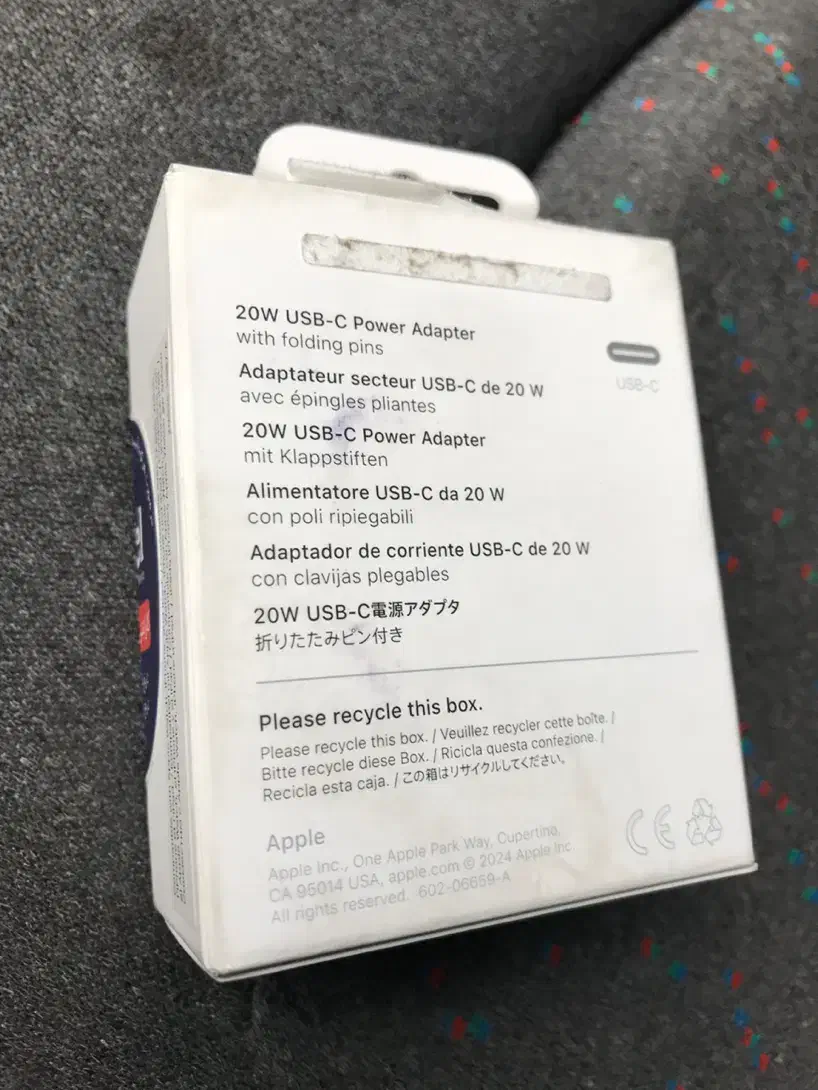 20W USB-C Power Adapter
with folding pins
USB-C
Adaptateur secteur USB-C de 20 W
avec épingles pliantes
20W USB-C Power Adapter
mit Klappstiften
Alimentatore USB-C da 20 W
con poli ripiegabili
Adaptador de corriente USB-C de 20 W
con clavijas plegables
20W USB-C電源アダプタ
折りたたみピン付き
Please recycle this box.
Please recycle this box. / Veuillez recycler cette boîte. /
Bitte recycle diese Box. / Ricicla questa confezione. /
Recicla esta caja. / この箱はリサイクルしてください。
Apple
Apple Inc., One Apple Park Way, Cupertino,
CA 95014 USA, apple.com © 2024 Apple Inc
All rights reserved. 602-06659-A
CE